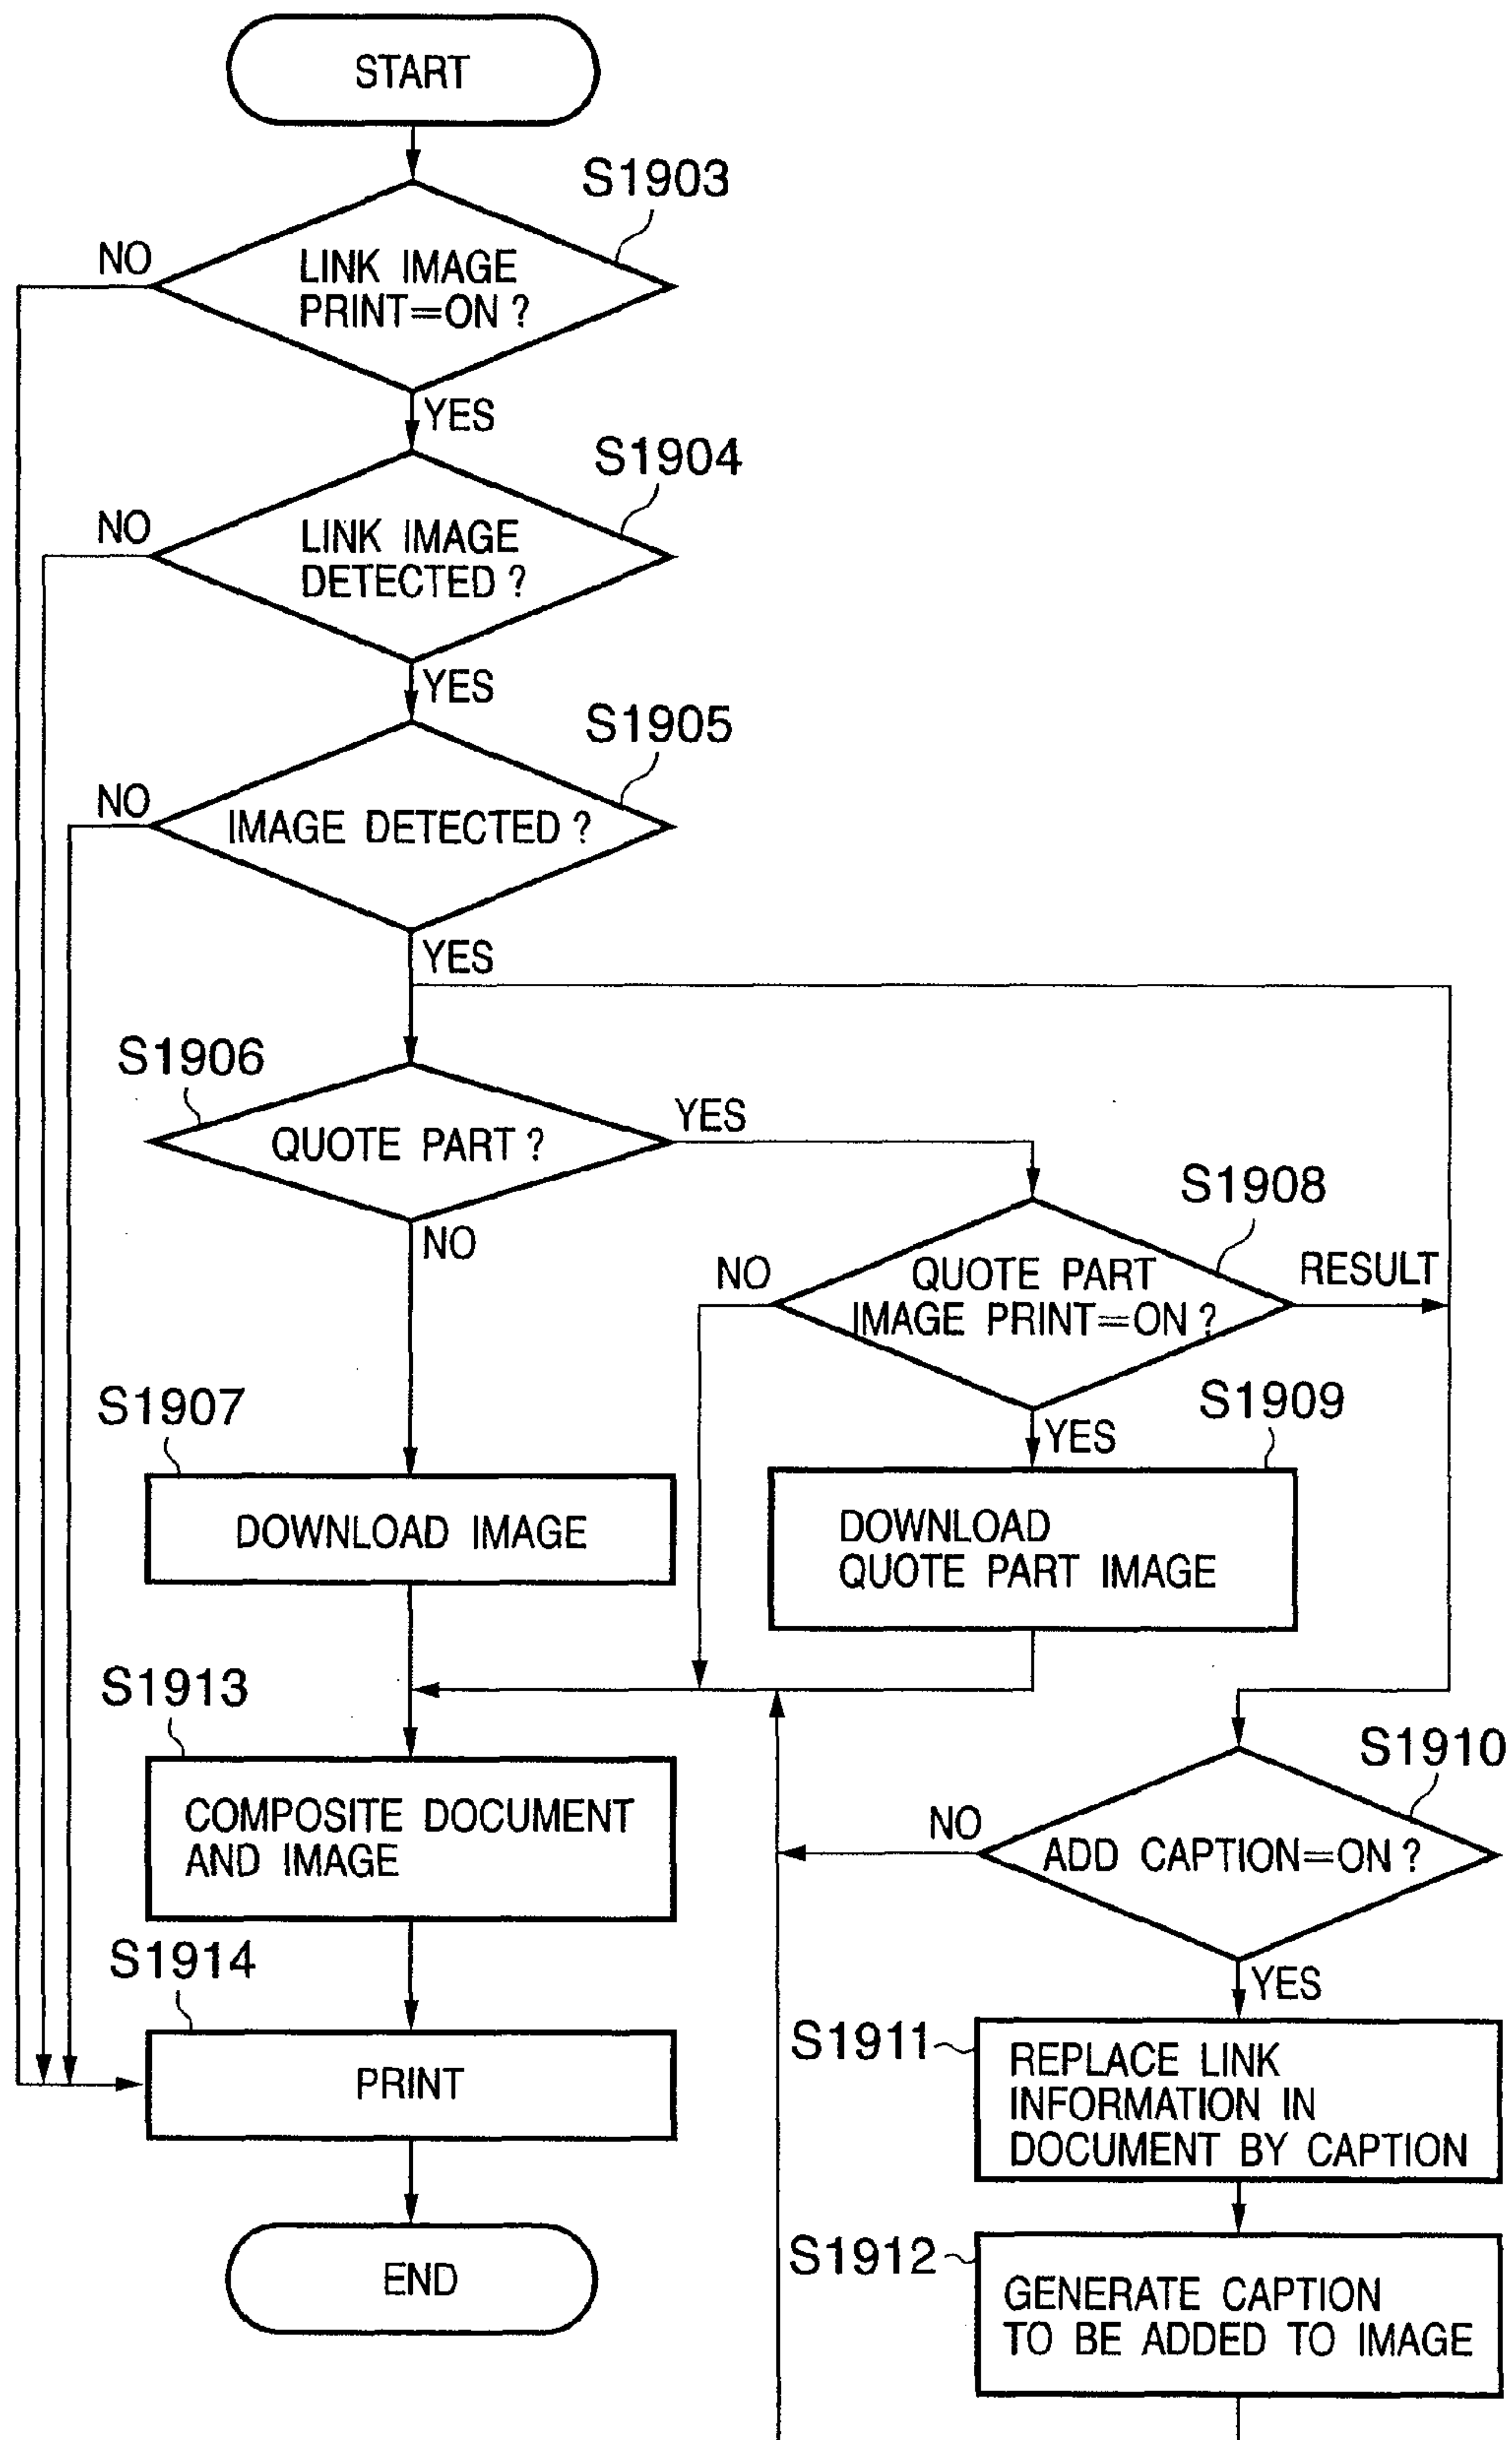 START
S1903
NO
LINK IMAGE
PRINT=ON ?
YES
S1904
NO
LINK IMAGE
DETECTED ?
YES
S1905
NO
IMAGE DETECTED ?
YES
S1906
QUOTE PART ?
YES
NO
S1908
NO
QUOTE PART
IMAGE PRINT=ON ?
RESULT
YES
S1907
DOWNLOAD IMAGE
S1909
DOWNLOAD
QUOTE PART IMAGE
S1913
COMPOSITE DOCUMENT
AND IMAGE
S1910
NO
ADD CAPTION=ON ?
YES
S1914
PRINT
S1911
REPLACE LINK
INFORMATION IN
DOCUMENT BY CAPTION
END
S1912
GENERATE CAPTION
TO BE ADDED TO IMAGE